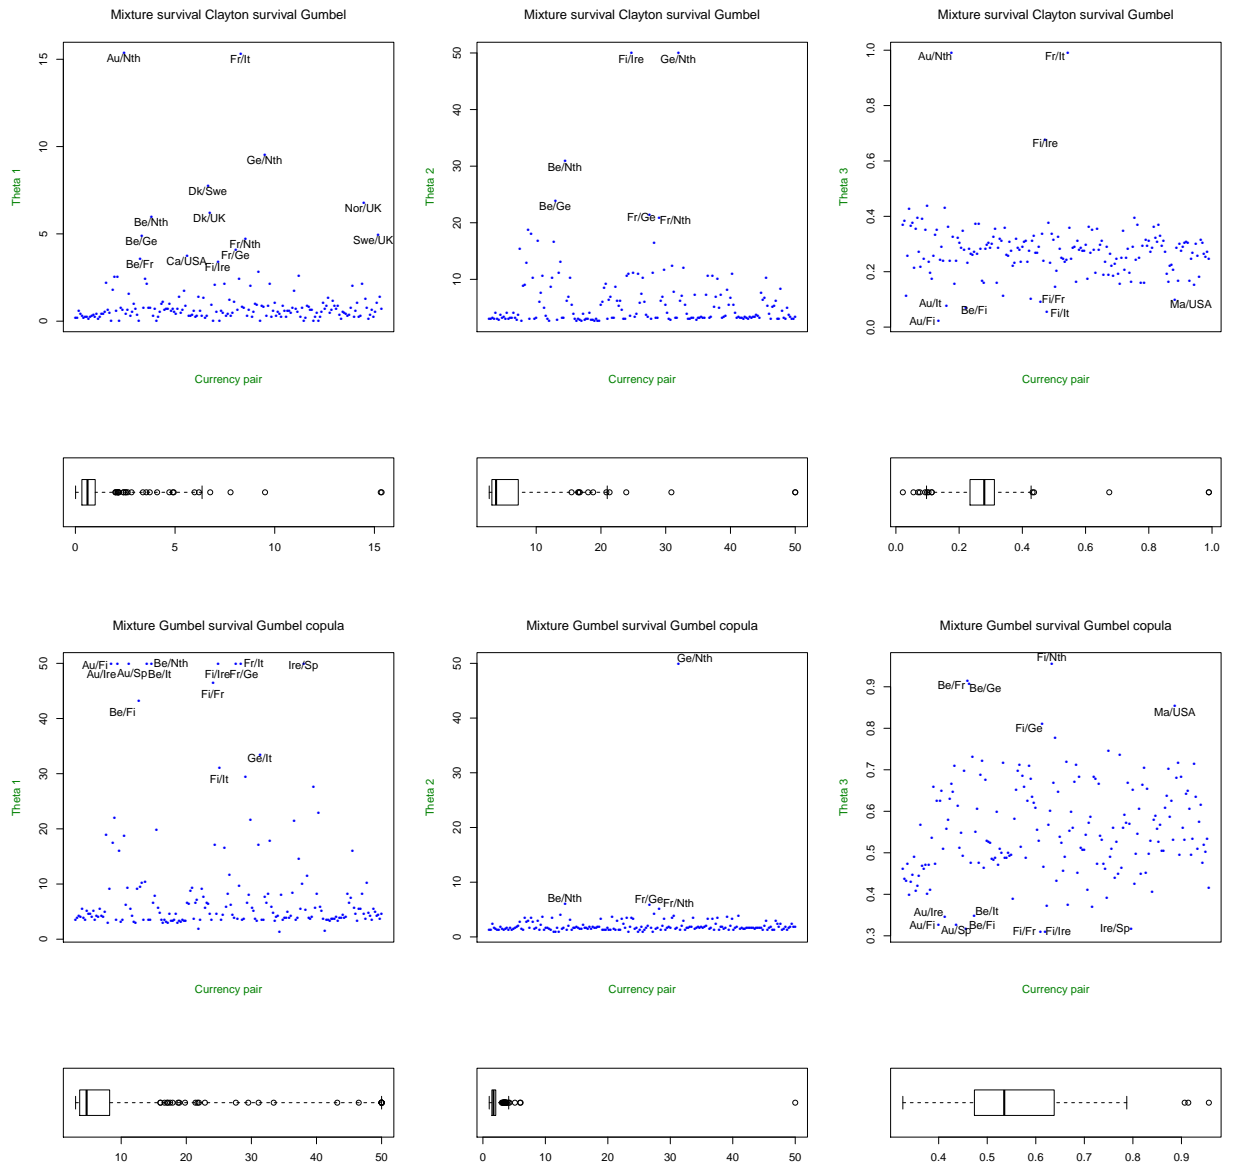 Mixture survival Clayton survival Gumbel
Theta 1
15
10
5
0
Au/Nth
Fr/It
Ge/Nth
Dk/Swe
Nor/UK
Be/Nth
Dk/UK
Swe/UK
Be/Ge
Fr/Nth
Fr/Ge
Be/Fr
Ca/USA
Fi/Ire
Currency pair
0 5 10 15
Mixture survival Clayton survival Gumbel
Theta 2
50
40
30
20
10
Fi/Ire
Ge/Nth
Be/Nth
Be/Ge
Fr/Ge
Fr/Nth
Currency pair
10 20 30 40 50
Mixture survival Clayton survival Gumbel
Theta 3
1.0
0.8
0.6
0.4
0.2
0.0
Au/Nth
Fr/It
Fi/Ire
Au/It
Be/Fi
Fi/Fr
Ma/USA
Au/Fi
Fi/It
Currency pair
0.0 0.2 0.4 0.6 0.8 1.0
Mixture Gumbel survival Gumbel copula
Theta 1
50
40
30
20
10
0
Au/Fi
Be/Nth
Fr/It
Ire/Sp
Au/Ire
Au/Sp
Be/It
Fi/Ire
Fr/Ge
Fi/Fr
Be/Fi
Ge/It
Fi/It
Currency pair
10 20 30 40 50
Mixture Gumbel survival Gumbel copula
Theta 2
50
40
30
20
10
0
Ge/Nth
Be/Nth
Fr/Ge
Fr/Nth
Currency pair
0 10 20 30 40 50
Mixture Gumbel survival Gumbel copula
Theta 3
0.9
0.8
0.7
0.6
0.5
0.4
0.3
Fi/Nth
Be/Fr
Be/Ge
Ma/USA
Fi/Ge
Au/Ire
Be/It
Au/Fi
Au/Sp
Be/Fi
Fi/Fr
Fi/Ire
Ire/Sp
Currency pair
0.4 0.5 0.6 0.7 0.8 0.9